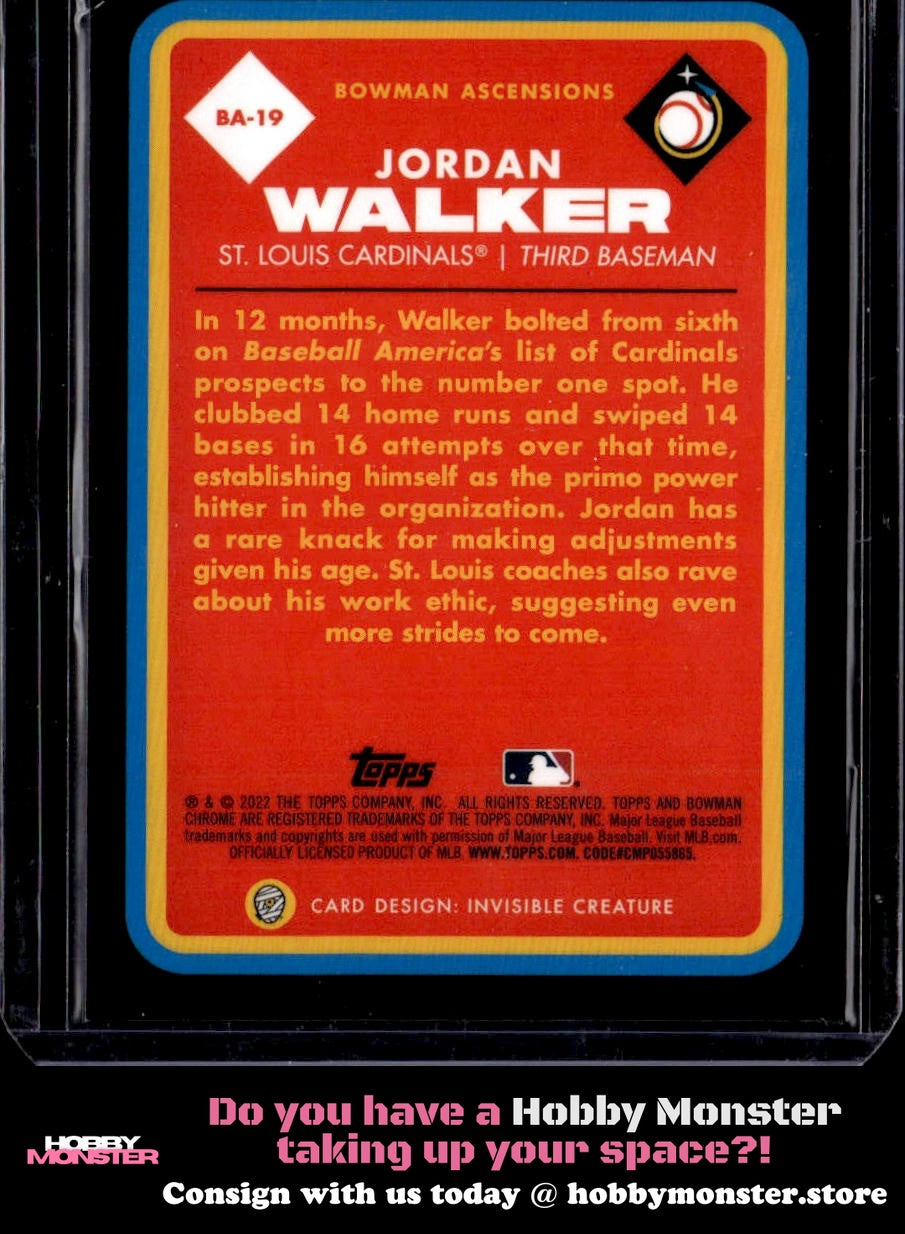 BA-19
BOWMAN ASCENSIONS
JORDAN
WALKER
ST. LOUIS CARDINALS® | THIRD BASEMAN
In 12 months, Walker bolted from sixth
on Baseball America's list of Cardinals
prospects to the number one spot. He
clubbed 14 home runs and swiped 14
bases in 16 attempts over that time,
establishing himself as the primo power
hitter in the organization. Jordan has
a rare knack for making adjustments
given his age. St. Louis coaches also rave
about his work ethic, suggesting even
more strides to come.
Topps
® & © 2022 THE TOPPS COMPANY, INC. ALL RIGHTS RESERVED. TOPPS AND BOWMAN
CHROME ARE REGISTERED TRADEMARKS OF THE TOPPS COMPANY, INC. Major League Baseball
trademarks and copyrights are used with permission of Major League Baseball. Visit MLB.com.
OFFICIALLY LICENSED PRODUCT OF MLB. WWW.TOPPS.COM. CODE#CMP055865.
CARD DESIGN: INVISIBLE CREATURE
Do you have a Hobby Monster
taking up your space?!
HOBBY
MONSTER
Consign with us today @ hobbymonster.store